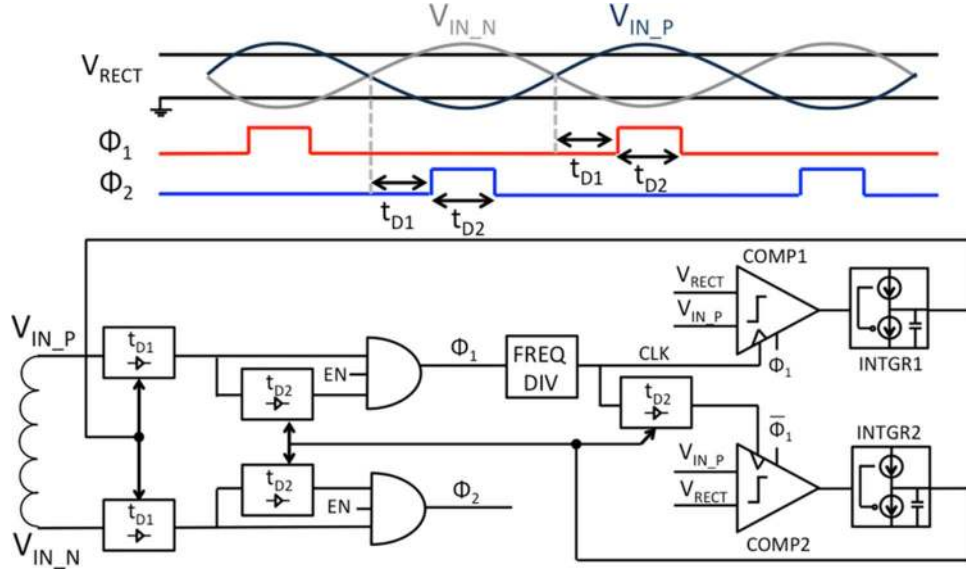 V_IN_N V_IN_P
V_RECT
Φ₁
t_D1 t_D2
Φ₂
t_D1 t_D2
COMP1
V_RECT
V_IN_P
V_IN_P
t_D1
Φ₁
FREQ
DIV
CLK
Φ₁
INTGR1
EN
t_D2
t_D2
Φ̅₁
INTGR2
V_IN_P
t_D2
V_RECT
EN
Φ₂
t_D1
COMP2
V_IN_N